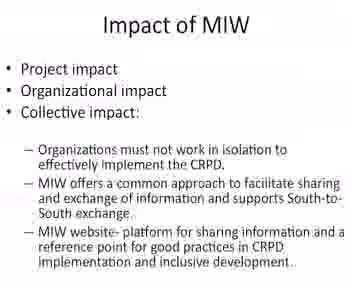 Impact of MIW
• Project impact
• Organizational impact
• Collective impact:
– Organizations must not work in isolation to
effectively implement the CRPD.
– MIW offers a common approach to facilitate sharing
and exchange of information and supports South-to-
South exchange.
– MIW website- platform for sharing information and a
reference point for good practices in CRPD
implementation and inclusive development.